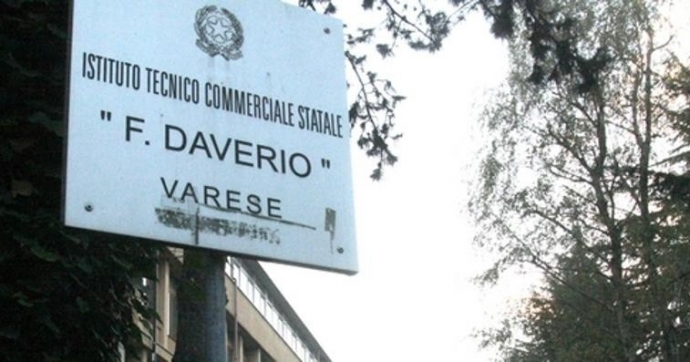 ISTITUTO TECNICO COMMERCIALE STATALE
" F. DAVERIO "
VARESE